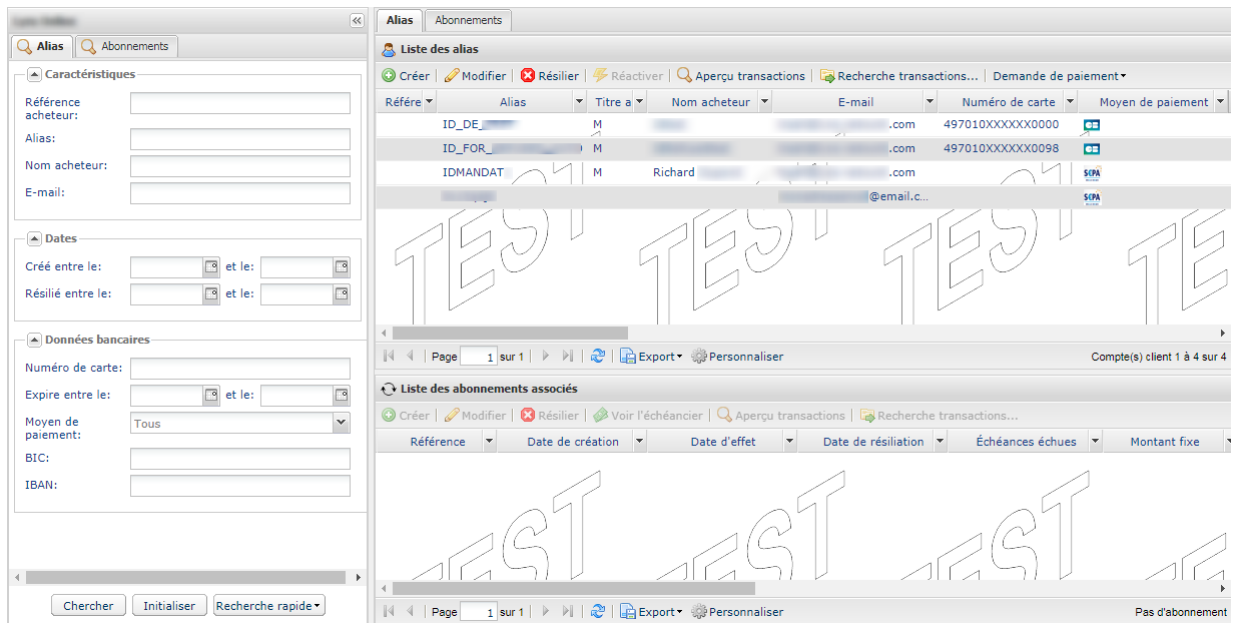 Alias
Abonnements
Caractéristiques
Référence acheteur:
Alias:
Nom acheteur:
E-mail:
Dates
Créé entre le:
et le:
Résilié entre le:
et le:
Données bancaires
Numéro de carte:
Expire entre le:
et le:
Moyen de paiement:
Tous
BIC:
IBAN:
Chercher
Initialiser
Recherche rapide
Alias
Abonnements
Liste des alias
Créer
Modifier
Résilier
Réactiver
Aperçu transactions
Recherche transactions...
Demande de paiement
Référe
Alias
Titre a
Nom acheteur
E-mail
Numéro de carte
Moyen de paiement
ID_DE_
M
.com
497010XXXXXX0000
CB
ID_FOR_
M
.com
497010XXXXXX0098
CB
IDMANDAT
M
Richard
.com
SEPA
@email.c...
SEPA
TEST
TEST
TEST
TEST
Page 1 sur 1
Export
Personnaliser
Compte(s) client 1 à 4 sur 4
Liste des abonnements associés
Créer
Modifier
Résilier
Voir l'échéancier
Aperçu transactions
Recherche transactions...
Référence
Date de création
Date d'effet
Date de résiliation
Échéances échues
Montant fixe
TEST
TEST
TEST
Page 1 sur 1
Export
Personnaliser
Pas d'abonnement